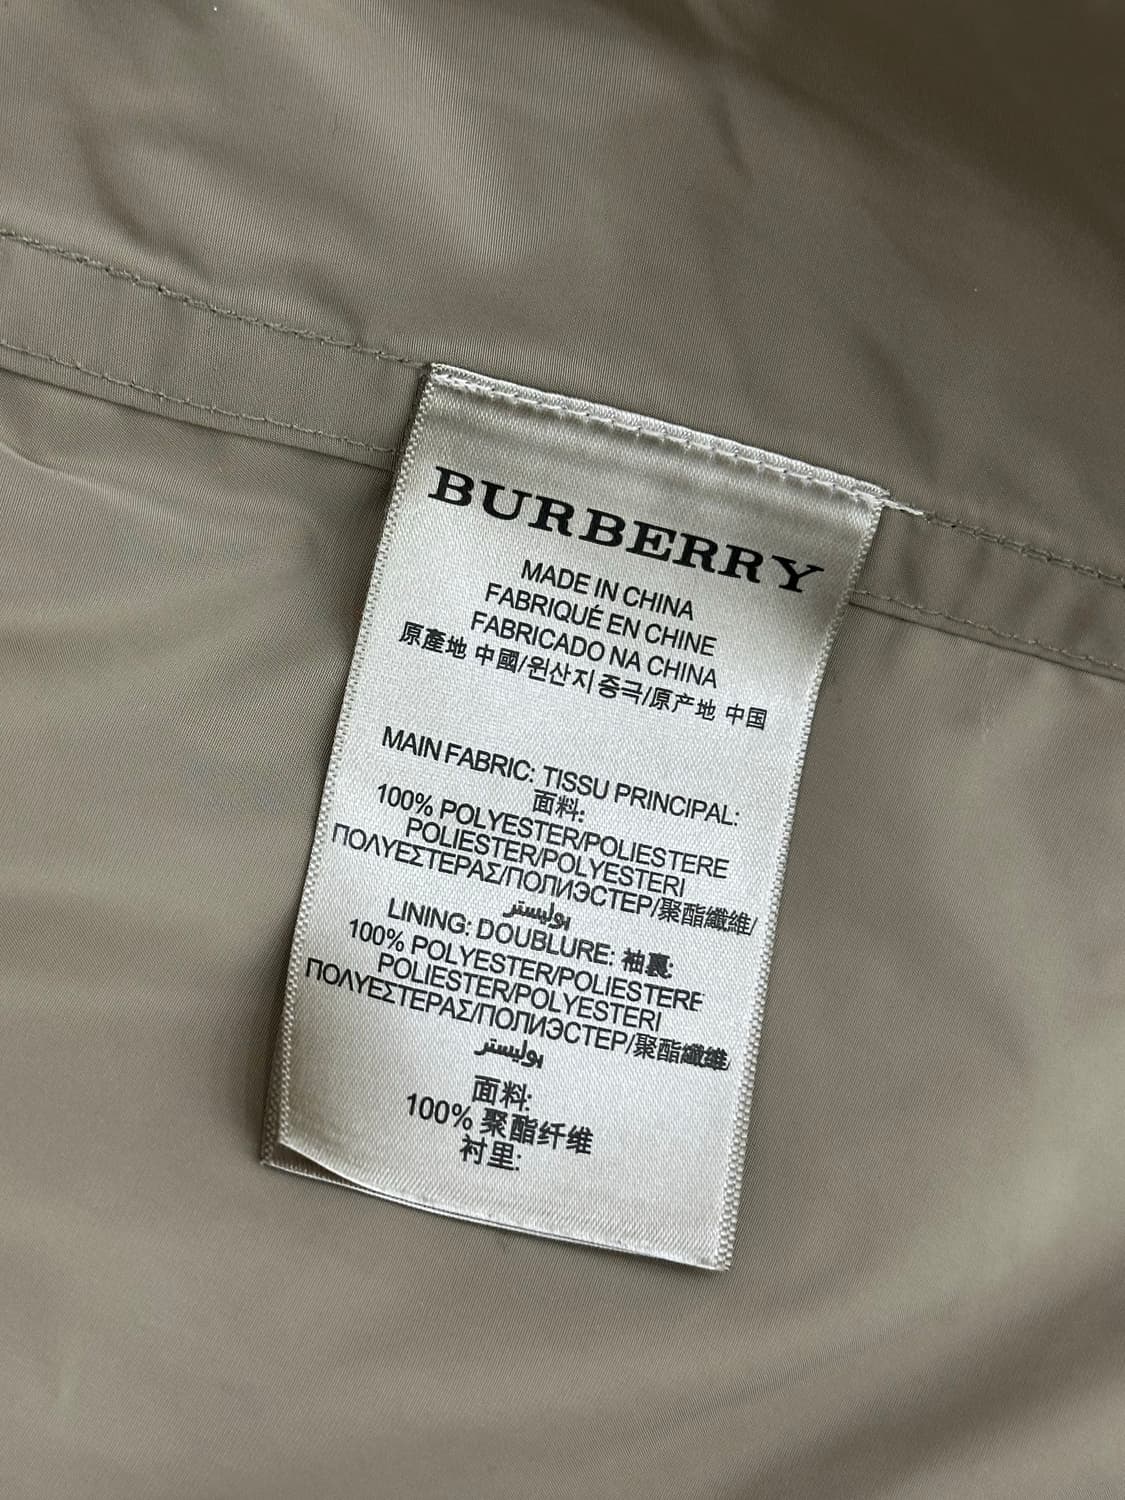 BURBERRY
MADE IN CHINA
FABRIQUÉ EN CHINE
FABRICADO NA CHINA
原產地 中國/원산지 중국/原产地 中国
MAIN FABRIC: TISSU PRINCIPAL:
面料:
100% POLYESTER/POLIESTERE
POLIESTER/POLYESTERI
ΠΟΛΥΕΣΤΕΡΑΣ/ПОЛИЭСТЕР/聚酯纖維/
بوليستر
LINING: DOUBLURE: 袖裏:
100% POLYESTER/POLIESTERE
POLIESTER/POLYESTERI
ΠΟΛΥΕΣΤΕΡΑΣ/ПОЛИЭСТЕР/聚酯纖維/
بوليستر
面料:
100% 聚酯纤维
衬里: